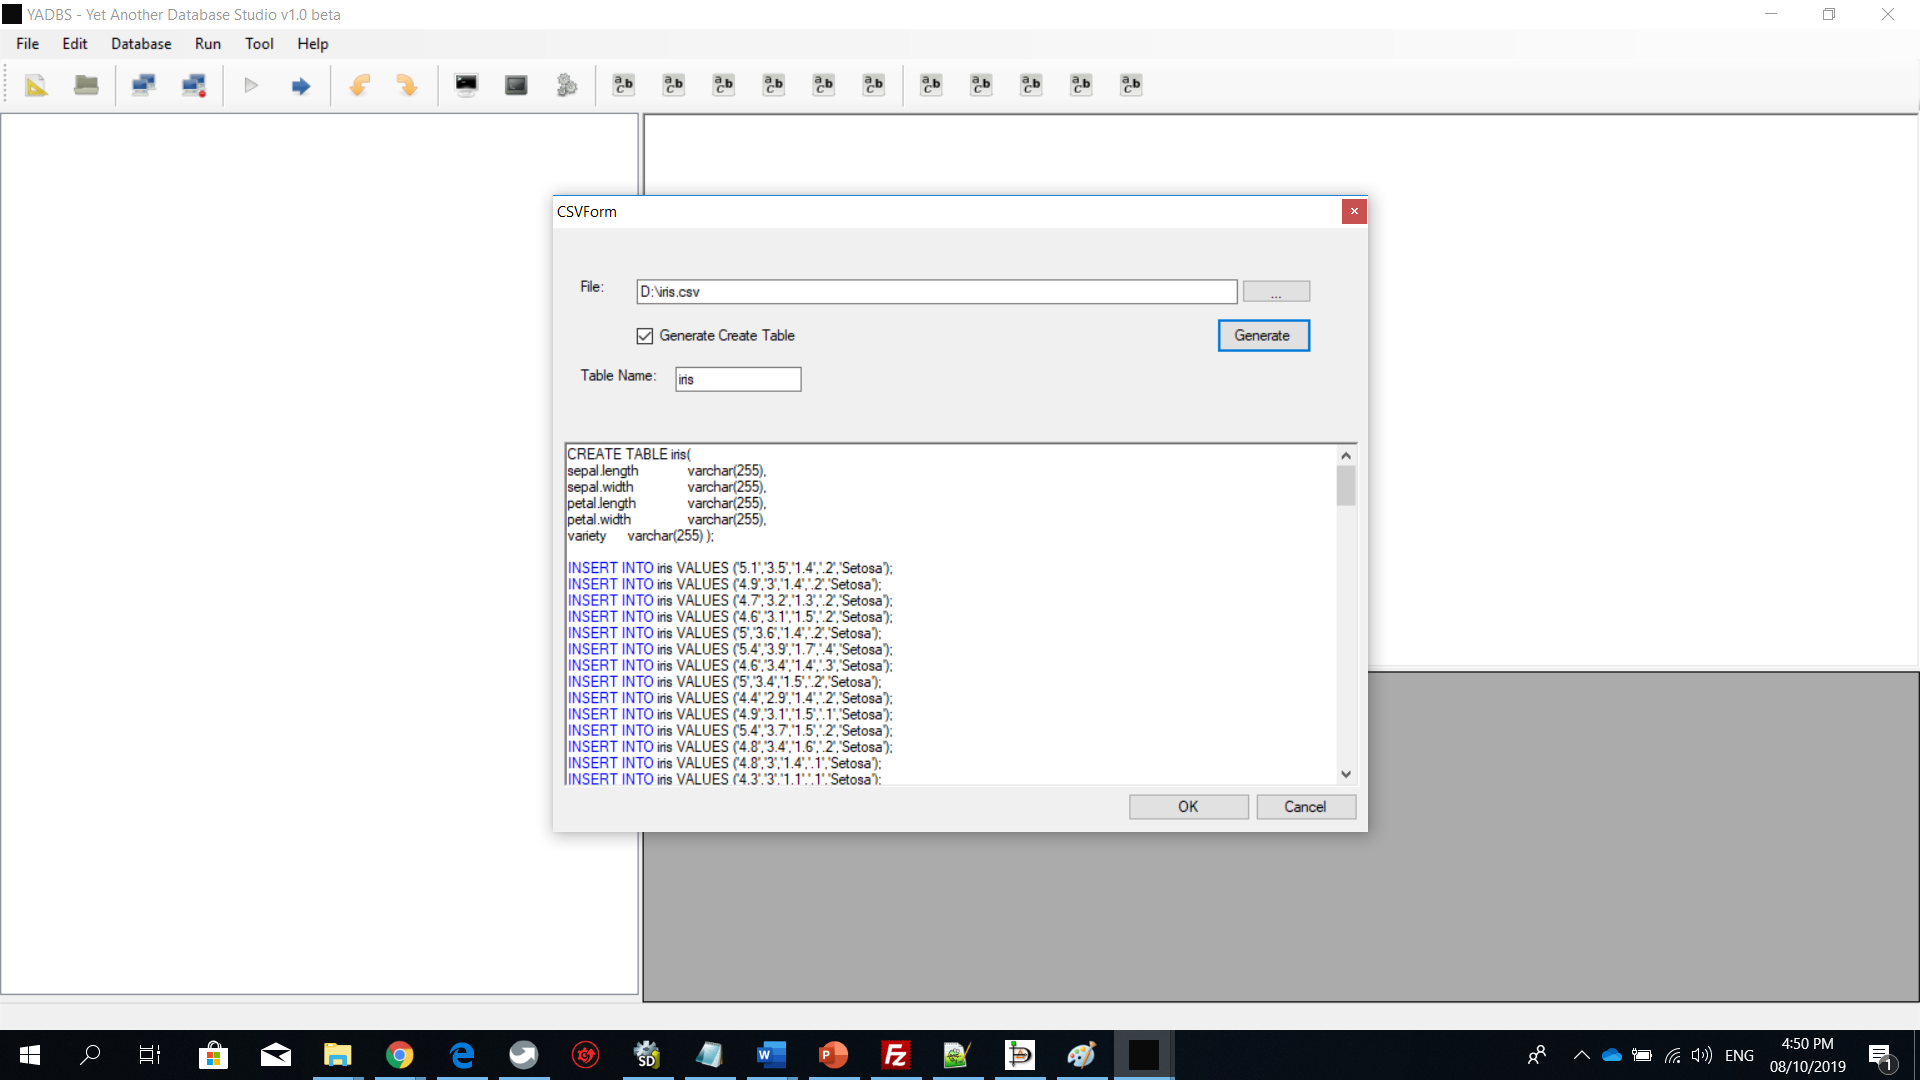 YADBS - Yet Another Database Studio v1.0 beta
File Edit Database Run Tool Help
CSVForm
File: D:\iris.csv ...
Generate Create Table Generate
Table Name: iris
CREATE TABLE iris(
sepal.length varchar(255),
sepal.width varchar(255),
petal.length varchar(255),
petal.width varchar(255),
variety varchar(255) );
INSERT INTO iris VALUES ('5.1','3.5','1.4','.2','Setosa');
INSERT INTO iris VALUES ('4.9','3','1.4','.2','Setosa');
INSERT INTO iris VALUES ('4.7','3.2','1.3','.2','Setosa');
INSERT INTO iris VALUES ('4.6','3.1','1.5','.2','Setosa');
INSERT INTO iris VALUES ('5','3.6','1.4','.2','Setosa');
INSERT INTO iris VALUES ('5.4','3.9','1.7','.4','Setosa');
INSERT INTO iris VALUES ('4.6','3.4','1.4','.3','Setosa');
INSERT INTO iris VALUES ('5','3.4','1.5','.2','Setosa');
INSERT INTO iris VALUES ('4.4','2.9','1.4','.2','Setosa');
INSERT INTO iris VALUES ('4.9','3.1','1.5','.1','Setosa');
INSERT INTO iris VALUES ('5.4','3.7','1.5','.2','Setosa');
INSERT INTO iris VALUES ('4.8','3.4','1.6','.2','Setosa');
INSERT INTO iris VALUES ('4.8','3','1.4','.1','Setosa');
INSERT INTO iris VALUES ('4.3','3','1.1','.1','Setosa');
OK Cancel
ENG
4:50 PM
08/10/2019
1